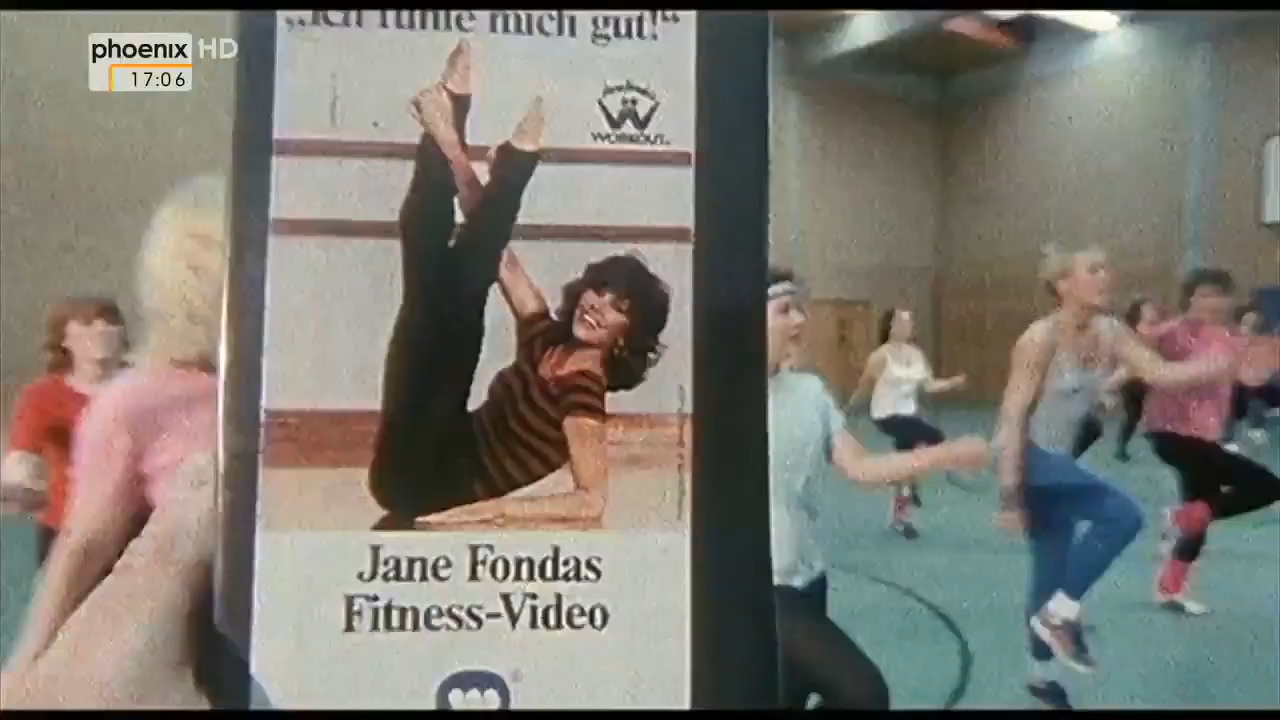 phoenix HD
17:06
„Ich fühle mich gut!“
WORKOUT
Jane Fondas
Fitness-Video